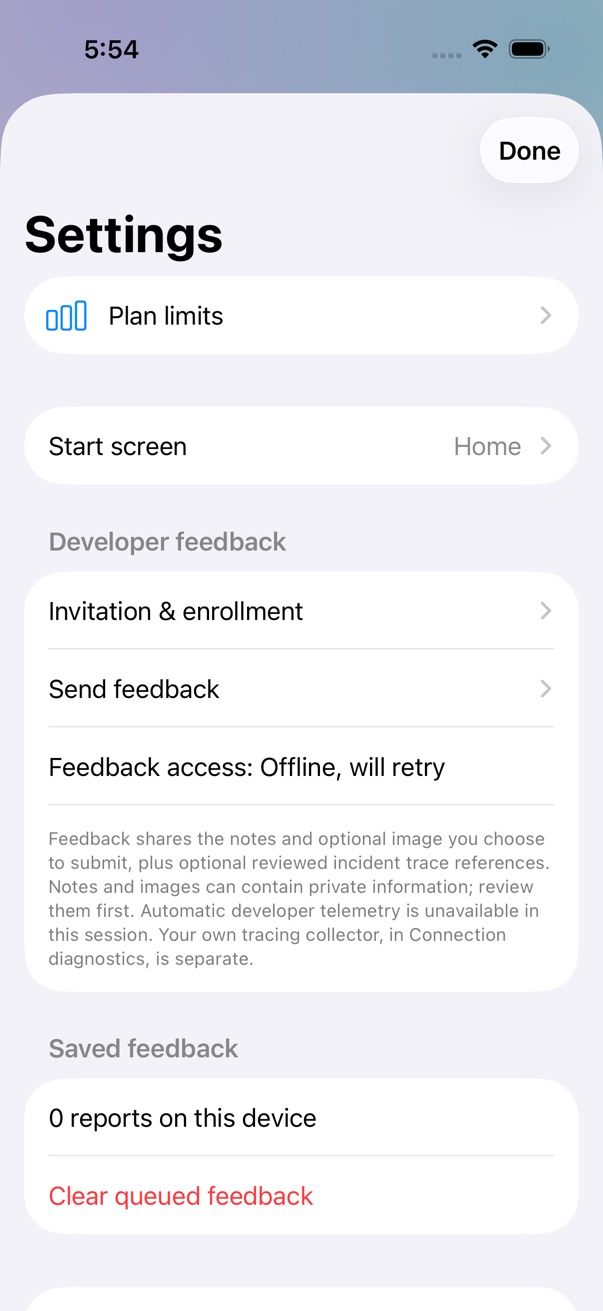 5:54
Done
Settings
Plan limits
Start screen
Home
Developer feedback
Invitation & enrollment
Send feedback
Feedback access: Offline, will retry
Feedback shares the notes and optional image you choose
to submit, plus optional reviewed incident trace references.
Notes and images can contain private information; review
them first. Automatic developer telemetry is unavailable in
this session. Your own tracing collector, in Connection
diagnostics, is separate.
Saved feedback
0 reports on this device
Clear queued feedback